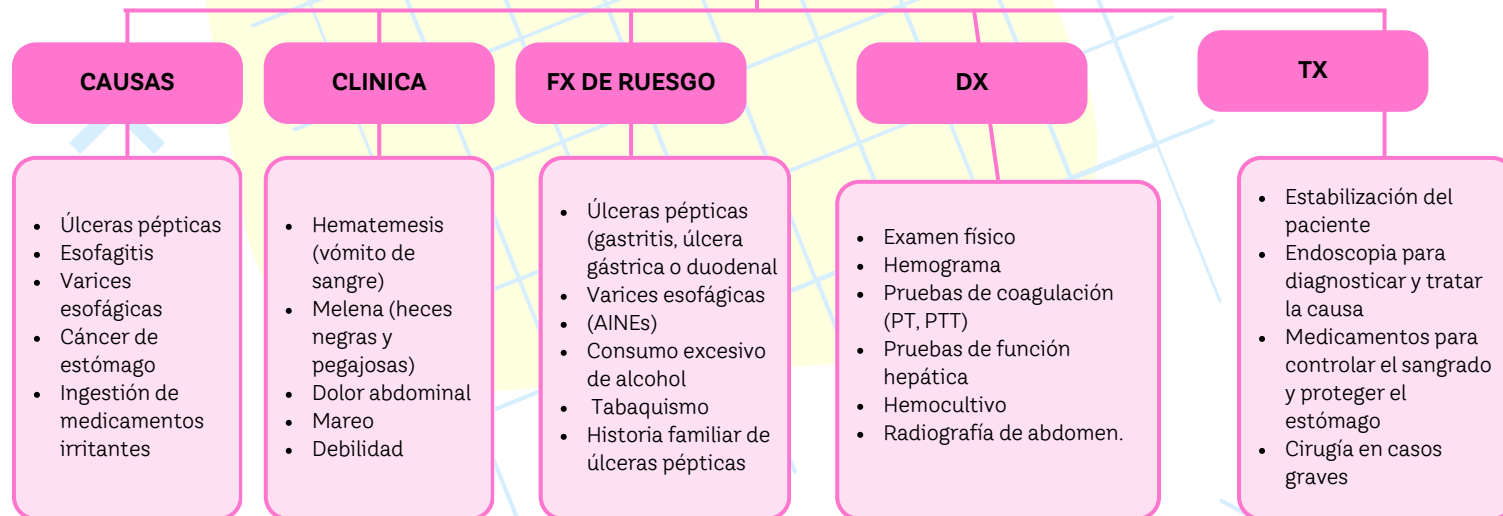 CAUSAS
• Úlceras pépticas
• Esofagitis
• Varices
esofágicas
• Cáncer de
estómago
• Ingestión de
medicamentos
irritantes
CLINICA
• Hematemesis
(vómito de
sangre)
• Melena (heces
negras y
pegajosas)
• Dolor abdominal
• Mareo
• Debilidad
FX DE RUESGO
• Úlceras pépticas
(gastritis, úlcera
gástrica o duodenal
• Varices esofágicas
• (AINEs)
• Consumo excesivo
de alcohol
• Tabaquismo
• Historia familiar de
úlceras pépticas
DX
• Examen físico
• Hemograma
• Pruebas de coagulación
(PT, PTT)
• Pruebas de función
hepática
• Hemocultivo
• Radiografía de abdomen.
TX
• Estabilización del
paciente
• Endoscopia para
diagnosticar y tratar
la causa
• Medicamentos para
controlar el sangrado
y proteger el
estómago
• Cirugía en casos
graves